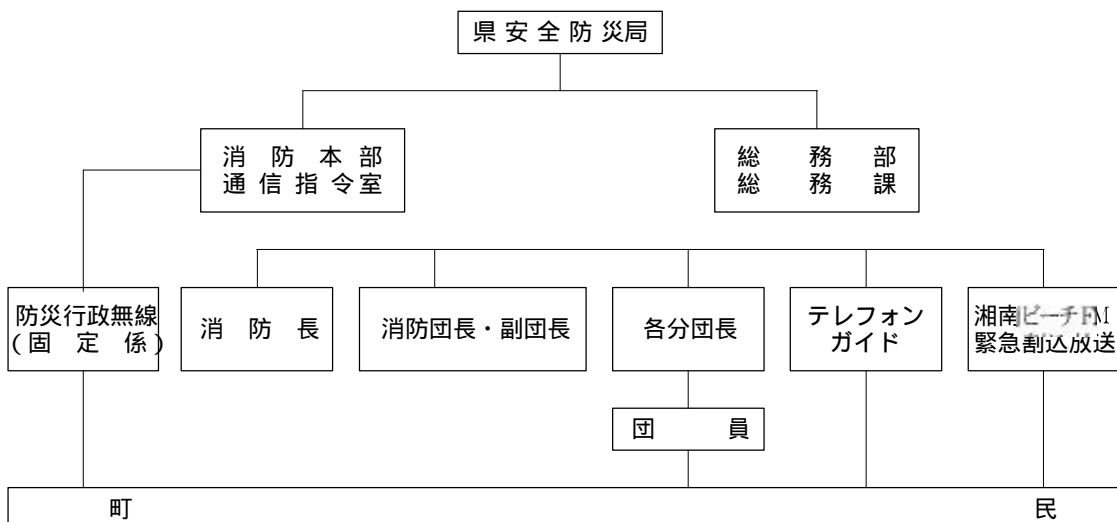 県安全防災局
消防本部
通信指令室
総務部
総務課
防災行政無線
(固定係)
消防長
消防団長・副団長
各分団長
テレフォン
ガイド
湘南ビーチFM
緊急割込放送
団員
町民